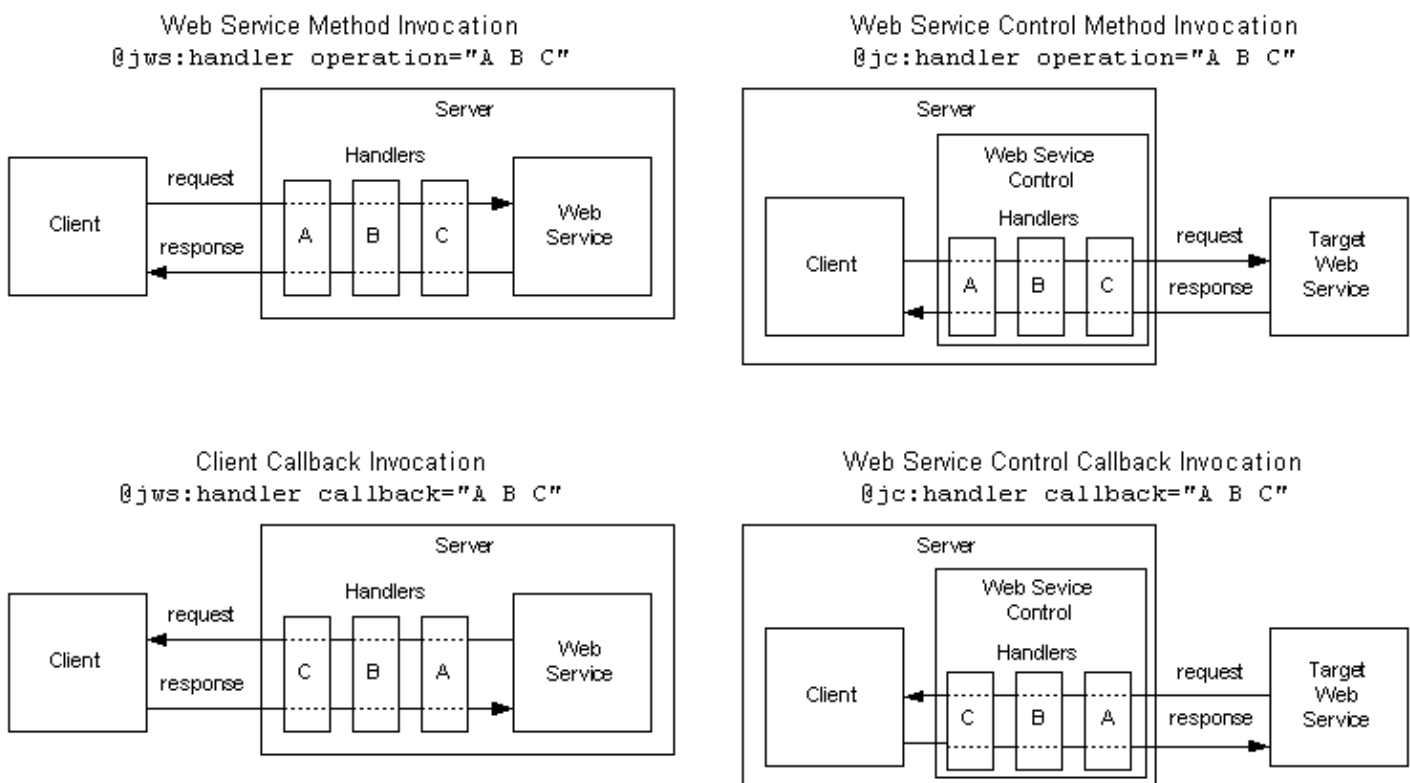 Web Service Method Invocation
@jws:handler operation="A B C"
Server
Handlers
Client
request
response
A
B
C
Web
Service
Web Service Control Method Invocation
@jc:handler operation="A B C"
Server
Web Sevice
Control
Handlers
Client
A
B
C
request
response
Target
Web
Service
Client Callback Invocation
@jws:handler callback="A B C"
Server
Handlers
Client
request
response
C
B
A
Web
Service
Web Service Control Callback Invocation
@jc:handler callback="A B C"
Server
Web Sevice
Control
Handlers
Client
C
B
A
request
response
Target
Web
Service